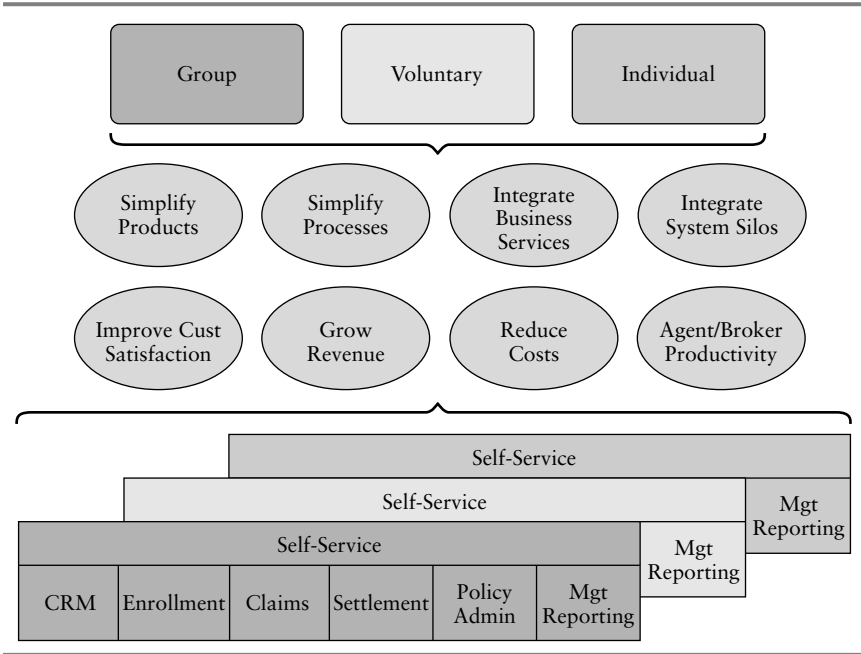 Group
Voluntary
Individual
Simplify
Products
Simplify
Processes
Integrate
Business
Services
Integrate
System Silos
Improve Cust
Satisfaction
Grow
Revenue
Reduce
Costs
Agent/Broker
Productivity
Self-Service
Mgt
Reporting
Self-Service
Mgt
Reporting
Self-Service
CRM
Enrollment
Claims
Settlement
Policy
Admin
Mgt
Reporting